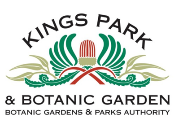 KINGS PARK
& BOTANIC GARDEN
BOTANIC GARDENS & PARKS AUTHORITY